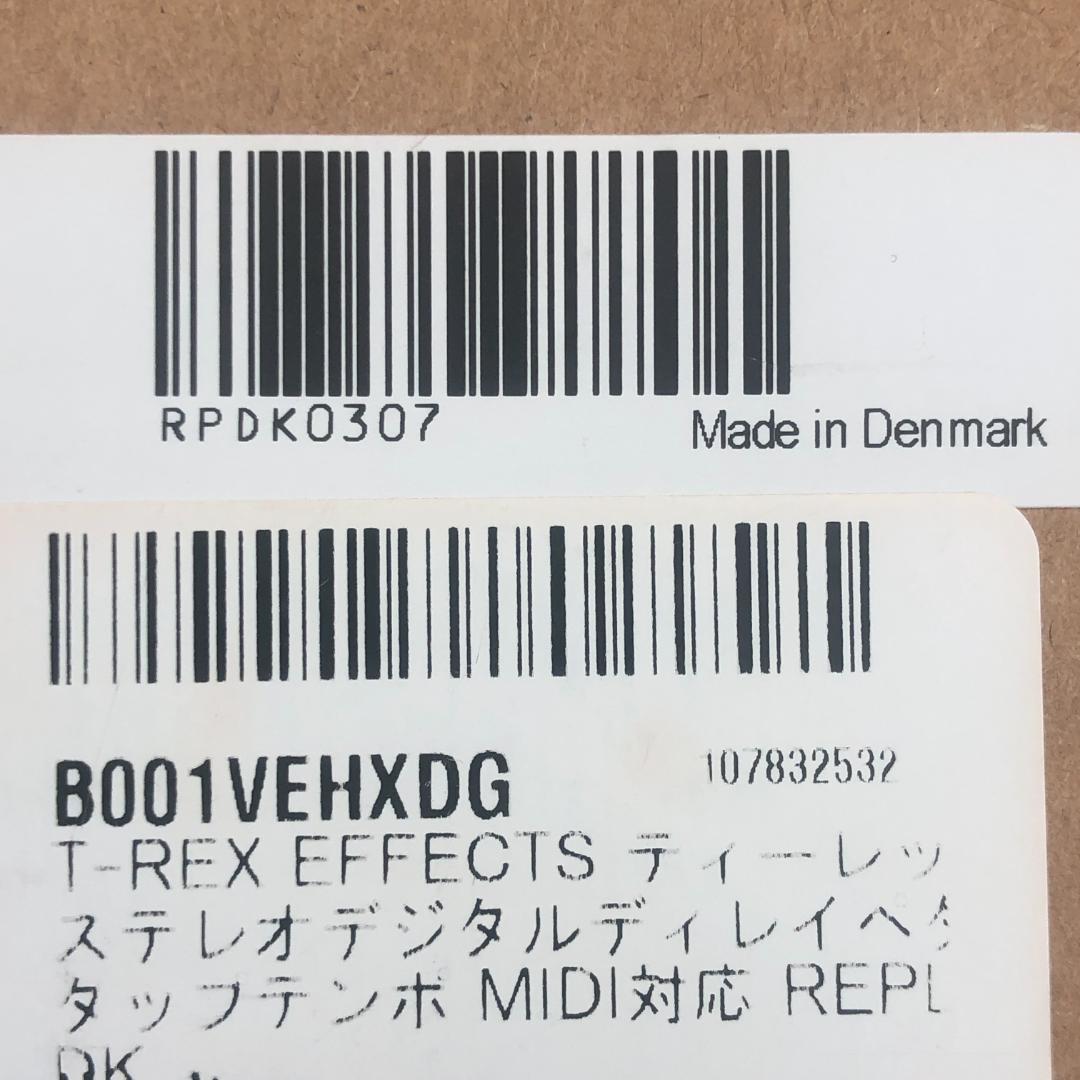 RPDK0307
Made in Denmark
B001VEHXDG
107832532
T-REX EFFECTS ティーレッ
ステレオデジタルディレイペダ
タップテンポ MIDI対応 REPL
DK